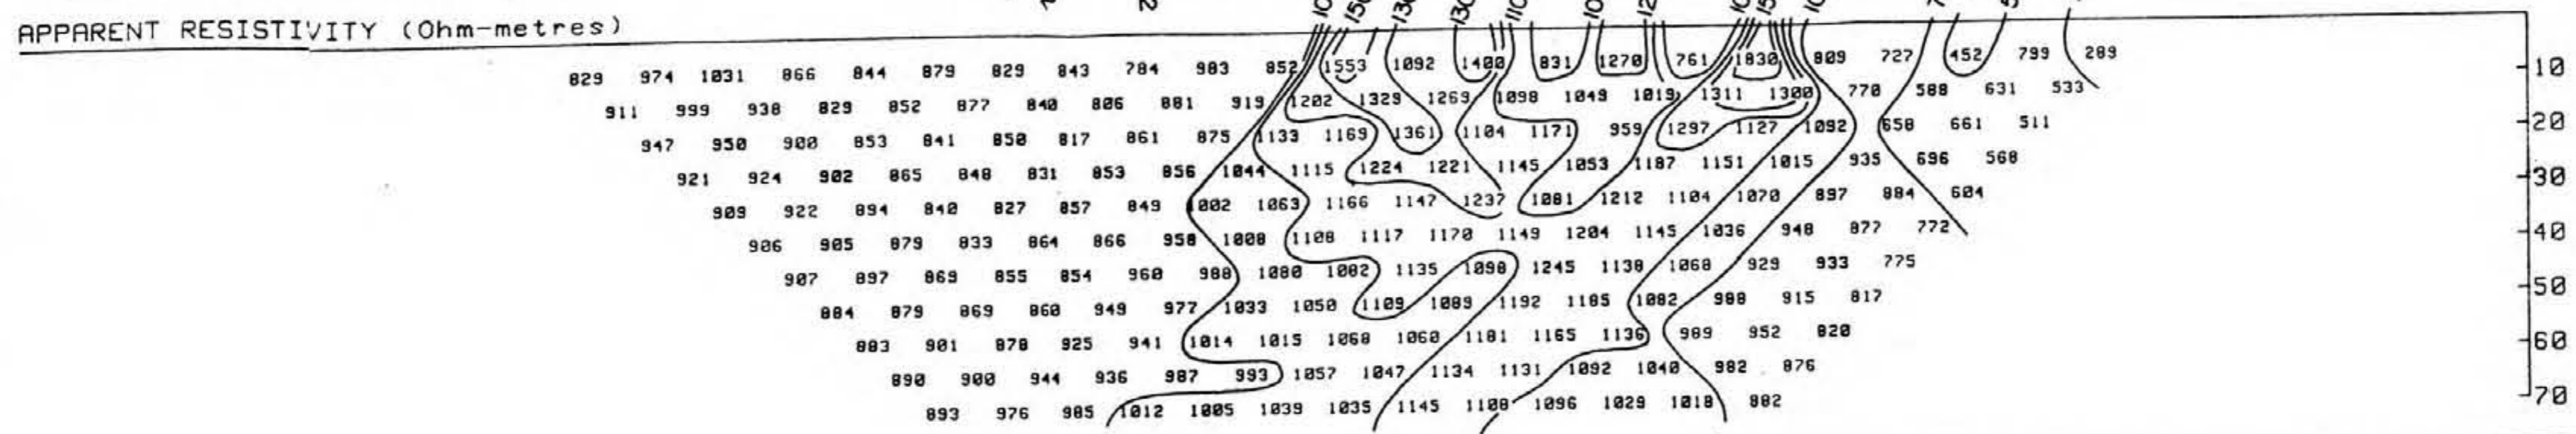 APPARENT RESISTIVITY (Ohm-metres)
829 974 1031 866 844 879 829 843 784 983 852 1553 1092 1400 831 1270 761 1830 809 727 452 799 289
10
911 999 938 829 852 877 840 806 881 919 1202 1329 1269 1098 1049 1019 1311 1300 770 588 631 533
20
947 950 900 853 841 850 817 861 875 1133 1169 1361 1104 1171 959 1297 1127 1092 658 661 511
921 924 902 865 848 831 853 856 1044 1115 1224 1221 1145 1053 1187 1151 1015 935 696 568
30
909 922 894 840 827 857 849 1002 1063 1166 1147 1237 1081 1212 1104 1070 897 884 604
906 905 879 833 864 866 958 1008 1108 1117 1170 1149 1204 1145 1036 948 877 772
40
907 897 869 855 854 960 988 1080 1082 1135 1098 1245 1138 1068 929 933 775
50
884 879 869 860 949 977 1033 1050 1109 1089 1192 1185 1082 988 915 817
883 901 878 925 941 1014 1015 1068 1060 1181 1165 1136 989 952 820
60
890 900 944 936 987 993 1057 1047 1134 1131 1092 1040 982 876
893 976 985 1012 1005 1039 1035 1145 1108 1096 1029 1018 882
70